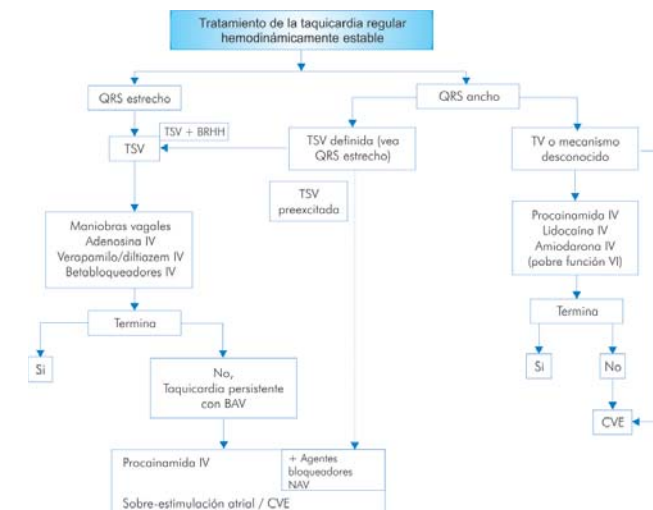 Tratamiento de la taquicardia regular
hemodinámicamente estable
QRS estrecho
QRS ancho
TSV + BRHH
TSV
TSV definida (vea
QRS estrecho)
TV o mecanismo
desconocido
TSV
preexcitada
Maniobras vagales
Adenosina IV
Verapamilo/diltiazem IV
Betabloqueadores IV
Procainamida IV
Lidocaína IV
Amiodarona IV
(pobre función VI)
Termina
Termina
Si
No,
Taquicardia persistente
con BAV
Si
No
CVE
Procainamida IV
+ Agentes
bloqueadores
NAV
Sobre-estimulación atrial / CVE